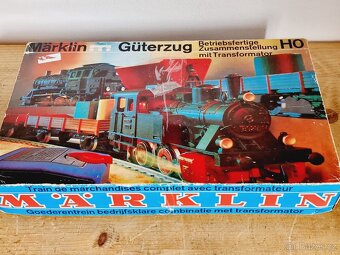 Märklin
Güterzug
Betriebsfertige
Zusammenstellung
mit Transformator
HO
Train de marchandises complet avec transformateur
MÄRKLIN
Goederentrein bedrijfsklare combinatie met transformator